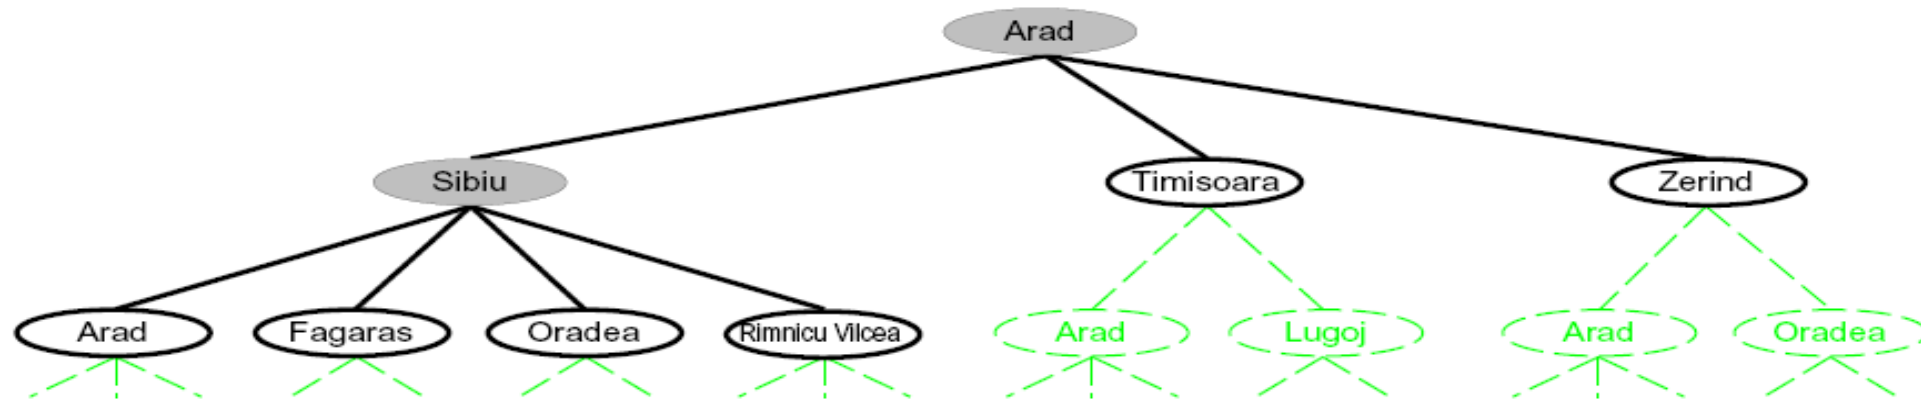 Arad
Sibiu
Timisoara
Zerind
Arad
Fagaras
Oradea
Rimnicu Vilcea
Arad
Lugoj
Arad
Oradea